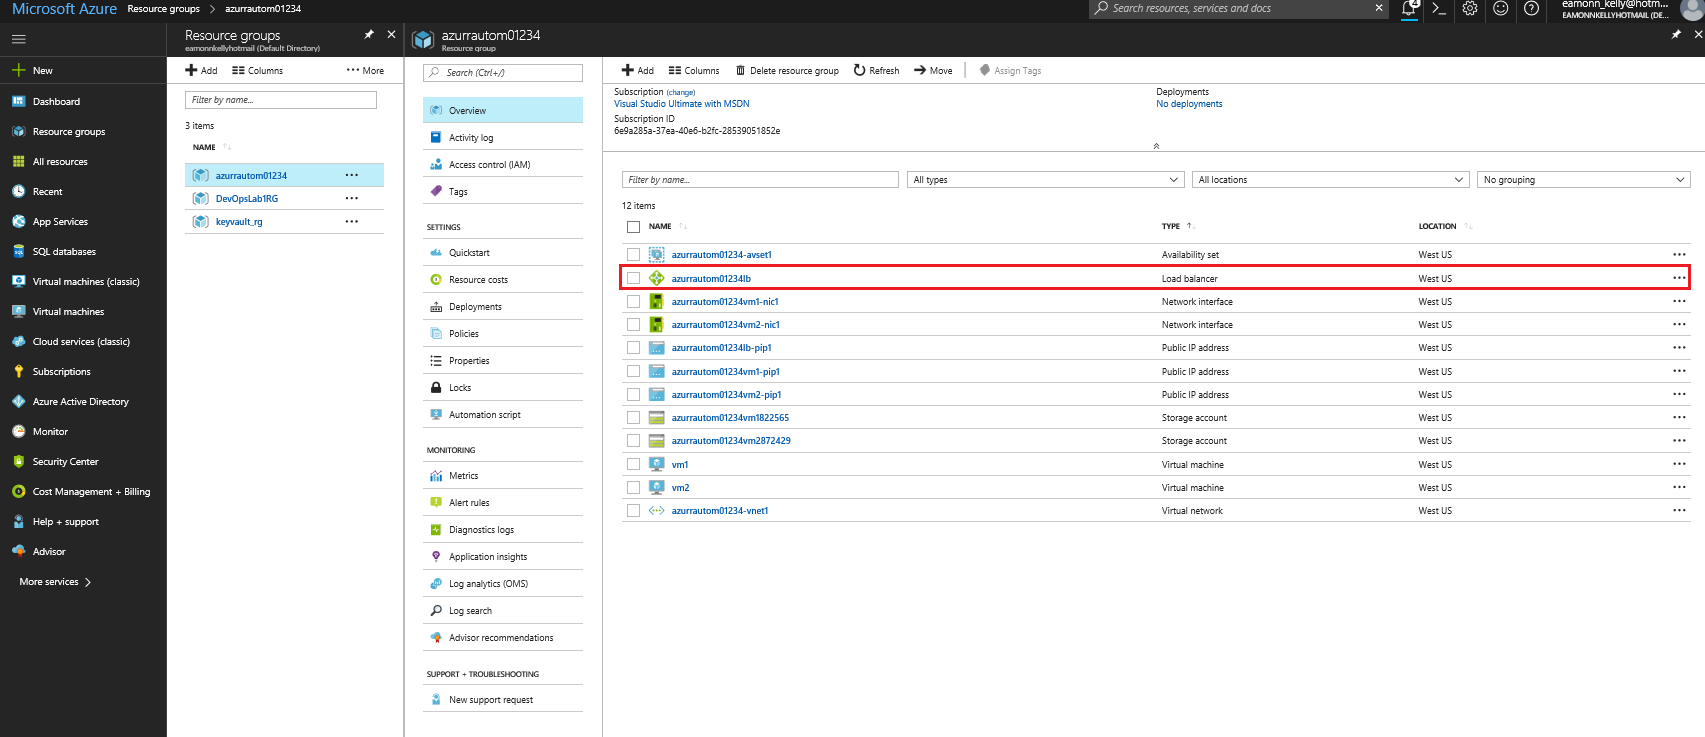 Microsoft Azure Resource groups > azurrautom01234
Search resources, services and docs
4
eamonn_kelly@hotm...
EAMONNKELLYHOTMAIL (DE...
New
Dashboard
Resource groups
All resources
Recent
App Services
SQL databases
Virtual machines (classic)
Virtual machines
Cloud services (classic)
Subscriptions
Azure Active Directory
Monitor
Security Center
Cost Management + Billing
Help + support
Advisor
More services >
Resource groups
eamonnkellyhotmail (Default Directory)
Add Columns ••• More
Filter by name...
3 items
NAME
azurrautom01234 •••
DevOpsLab1RG •••
keyvault_rg •••
azurrautom01234
Resource group
Search (Ctrl+/)
Overview
Activity log
Access control (IAM)
Tags
SETTINGS
Quickstart
Resource costs
Deployments
Policies
Properties
Locks
Automation script
MONITORING
Metrics
Alert rules
Diagnostics logs
Application insights
Log analytics (OMS)
Log search
Advisor recommendations
SUPPORT + TROUBLESHOOTING
New support request
Add Columns Delete resource group Refresh Move Assign Tags
Subscription (change)
Visual Studio Ultimate with MSDN
Subscription ID
6e9a285a-37ea-40e6-b2fc-28539051852e
Deployments
No deployments
Filter by name... All types All locations No grouping
12 items
NAME TYPE LOCATION
azurrautom01234-avset1 Availability set West US •••
azurrautom01234lb Load balancer West US •••
azurrautom01234vm1-nic1 Network interface West US •••
azurrautom01234vm2-nic1 Network interface West US •••
azurrautom01234lb-pip1 Public IP address West US •••
azurrautom01234vm1-pip1 Public IP address West US •••
azurrautom01234vm2-pip1 Public IP address West US •••
azurrautom01234vm1822565 Storage account West US •••
azurrautom01234vm2872429 Storage account West US •••
vm1 Virtual machine West US •••
vm2 Virtual machine West US •••
azurrautom01234-vnet1 Virtual network West US •••